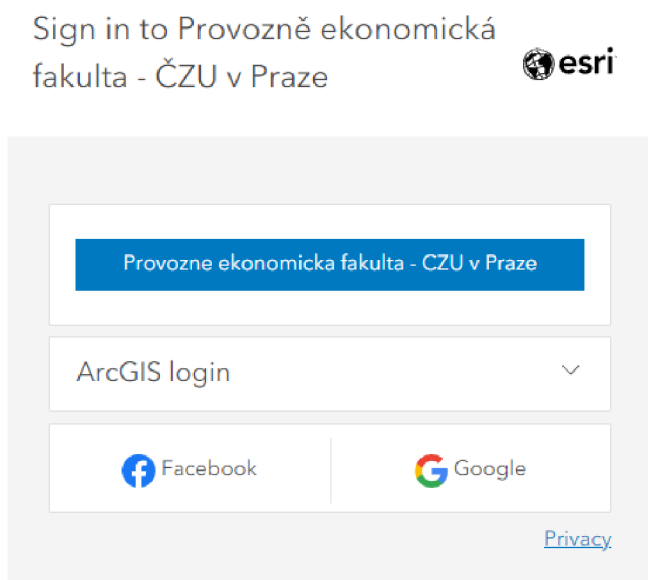 Sign in to Provozně ekonomická
fakulta - ČZU v Praze
esri
Provozne ekonomicka fakulta - CZU v Praze
ArcGIS login
Facebook
Google
Privacy